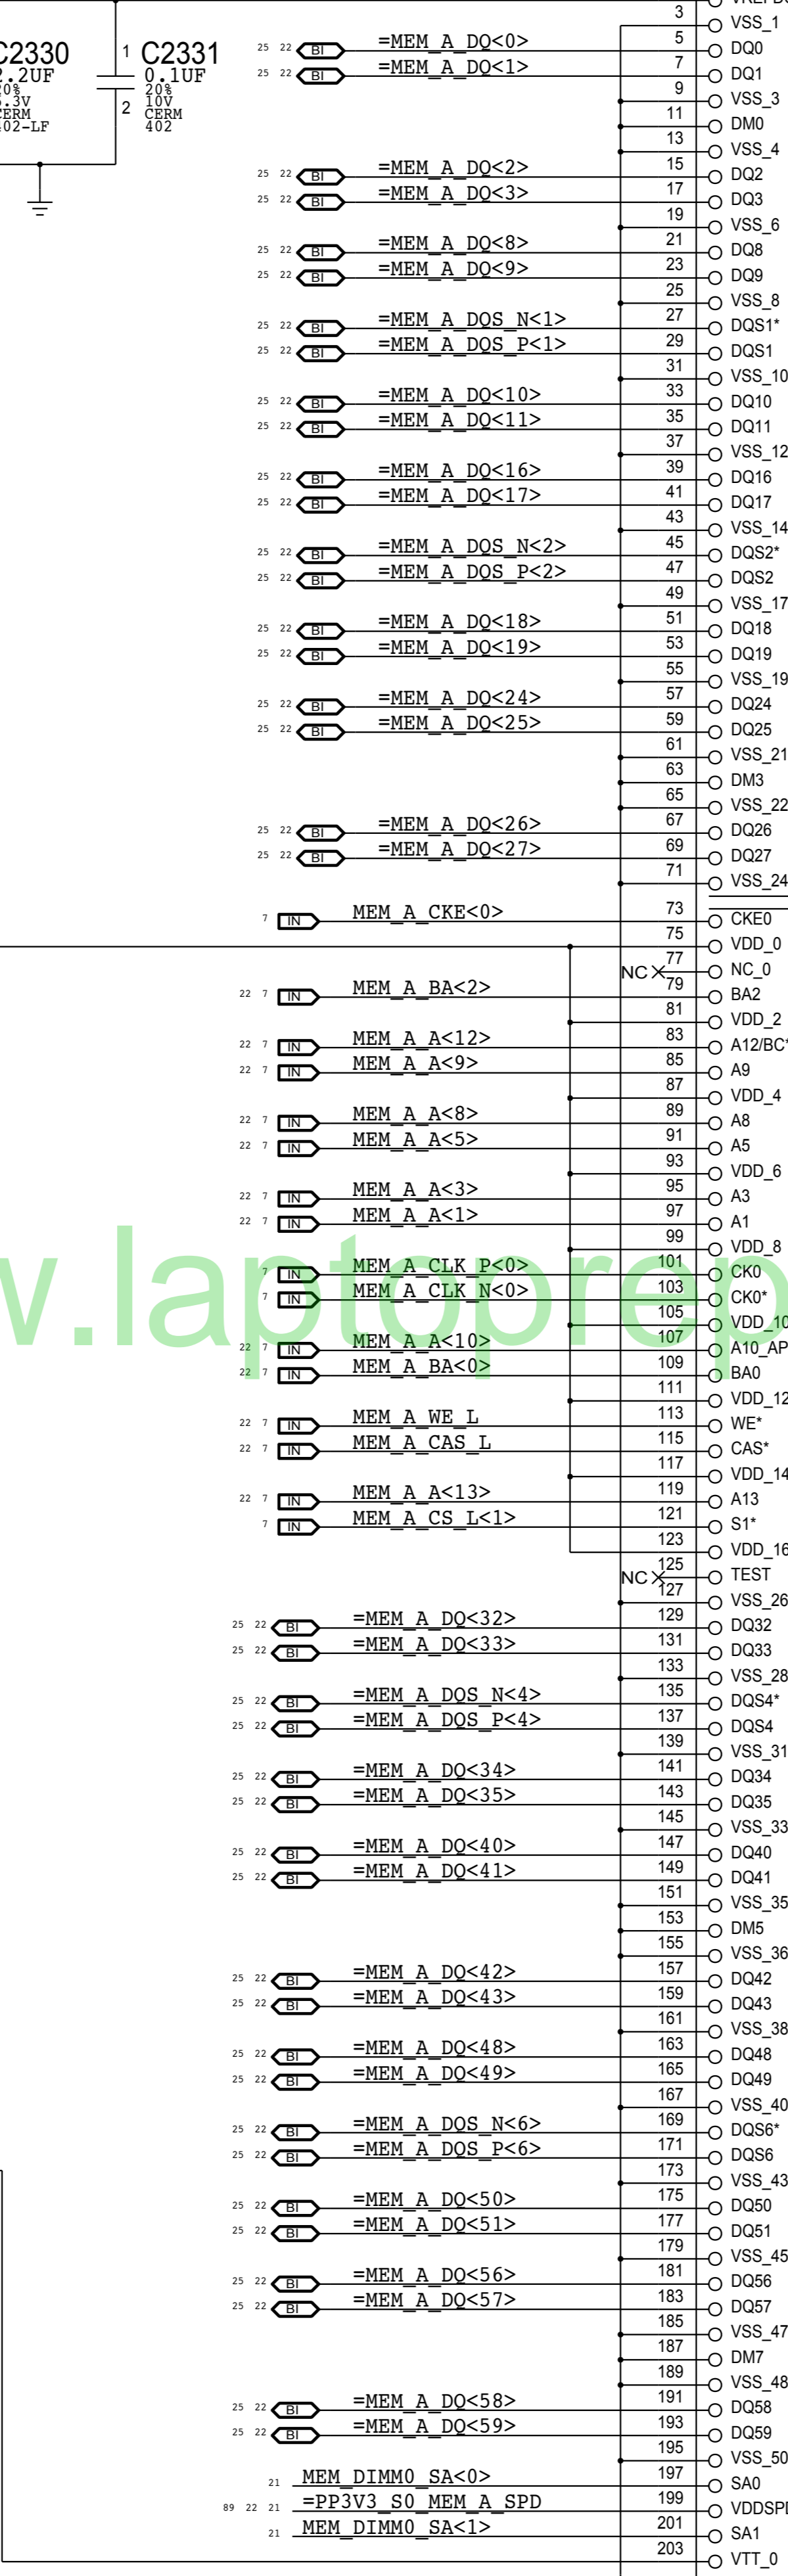 3 VSS_1
C2330 1 C2331
2.2UF 0.1UF
20% 20%
6.3V 10V
CERM 2 CERM
402-LF 402
25 22 BI =MEM_A_DQ<0> 5 DQ0
25 22 BI =MEM_A_DQ<1> 7 DQ1
9 VSS_3
11 DM0
13 VSS_4
25 22 BI =MEM_A_DQ<2> 15 DQ2
25 22 BI =MEM_A_DQ<3> 17 DQ3
19 VSS_6
25 22 BI =MEM_A_DQ<8> 21 DQ8
25 22 BI =MEM_A_DQ<9> 23 DQ9
25 VSS_8
25 22 BI =MEM_A_DQS_N<1> 27 DQS1*
25 22 BI =MEM_A_DQS_P<1> 29 DQS1
31 VSS_10
25 22 BI =MEM_A_DQ<10> 33 DQ10
25 22 BI =MEM_A_DQ<11> 35 DQ11
37 VSS_12
25 22 BI =MEM_A_DQ<16> 39 DQ16
25 22 BI =MEM_A_DQ<17> 41 DQ17
43 VSS_14
25 22 BI =MEM_A_DQS_N<2> 45 DQS2*
25 22 BI =MEM_A_DQS_P<2> 47 DQS2
49 VSS_17
25 22 BI =MEM_A_DQ<18> 51 DQ18
25 22 BI =MEM_A_DQ<19> 53 DQ19
55 VSS_19
25 22 BI =MEM_A_DQ<24> 57 DQ24
25 22 BI =MEM_A_DQ<25> 59 DQ25
61 VSS_21
63 DM3
65 VSS_22
25 22 BI =MEM_A_DQ<26> 67 DQ26
25 22 BI =MEM_A_DQ<27> 69 DQ27
71 VSS_24
7 IN MEM_A_CKE<0> 73 CKE0
75 VDD_0
NC 77 NC_0
22 7 IN MEM_A_BA<2> 79 BA2
81 VDD_2
22 7 IN MEM_A_A<12> 83 A12/BC*
22 7 IN MEM_A_A<9> 85 A9
87 VDD_4
22 7 IN MEM_A_A<8> 89 A8
22 7 IN MEM_A_A<5> 91 A5
93 VDD_6
22 7 IN MEM_A_A<3> 95 A3
22 7 IN MEM_A_A<1> 97 A1
99 VDD_8
w.laptoprep
7 IN MEM_A_CLK_P<0> 101 CK0
7 IN MEM_A_CLK_N<0> 103 CK0*
105 VDD_10
22 7 IN MEM_A_A<10> 107 A10_AP
22 7 IN MEM_A_BA<0> 109 BA0
111 VDD_12
22 7 IN MEM_A_WE_L 113 WE*
22 7 IN MEM_A_CAS_L 115 CAS*
117 VDD_14
22 7 IN MEM_A_A<13> 119 A13
7 IN MEM_A_CS_L<1> 121 S1*
123 VDD_16
NC 125 TEST
127 VSS_26
25 22 BI =MEM_A_DQ<32> 129 DQ32
25 22 BI =MEM_A_DQ<33> 131 DQ33
133 VSS_28
25 22 BI =MEM_A_DQS_N<4> 135 DQS4*
25 22 BI =MEM_A_DQS_P<4> 137 DQS4
139 VSS_31
25 22 BI =MEM_A_DQ<34> 141 DQ34
25 22 BI =MEM_A_DQ<35> 143 DQ35
145 VSS_33
25 22 BI =MEM_A_DQ<40> 147 DQ40
25 22 BI =MEM_A_DQ<41> 149 DQ41
151 VSS_35
153 DM5
155 VSS_36
25 22 BI =MEM_A_DQ<42> 157 DQ42
25 22 BI =MEM_A_DQ<43> 159 DQ43
161 VSS_38
25 22 BI =MEM_A_DQ<48> 163 DQ48
25 22 BI =MEM_A_DQ<49> 165 DQ49
167 VSS_40
25 22 BI =MEM_A_DQS_N<6> 169 DQS6*
25 22 BI =MEM_A_DQS_P<6> 171 DQS6
173 VSS_43
25 22 BI =MEM_A_DQ<50> 175 DQ50
25 22 BI =MEM_A_DQ<51> 177 DQ51
179 VSS_45
25 22 BI =MEM_A_DQ<56> 181 DQ56
25 22 BI =MEM_A_DQ<57> 183 DQ57
185 VSS_47
187 DM7
189 VSS_48
25 22 BI =MEM_A_DQ<58> 191 DQ58
25 22 BI =MEM_A_DQ<59> 193 DQ59
195 VSS_50
21 MEM_DIMM0_SA<0> 197 SA0
89 22 21 =PP3V3_S0_MEM_A_SPD 199 VDDSPD
21 MEM_DIMM0_SA<1> 201 SA1
203 VTT_0